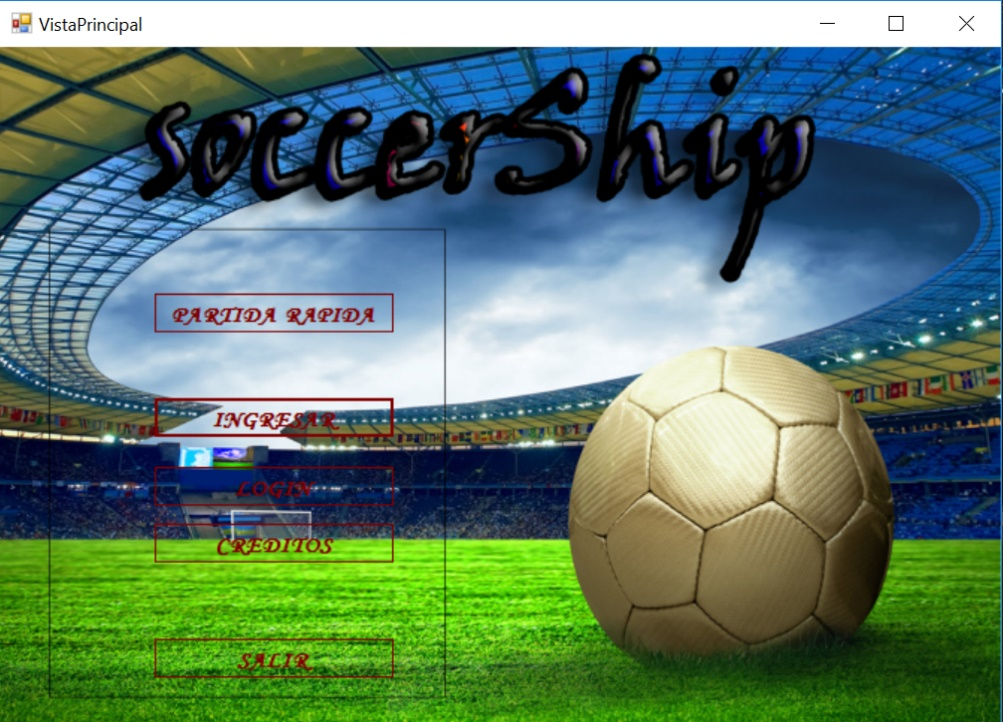 VistaPrincipal
soccerShip
PARTIDA RAPIDA
INGRESAR
LOGIN
CREDITOS
SALIR